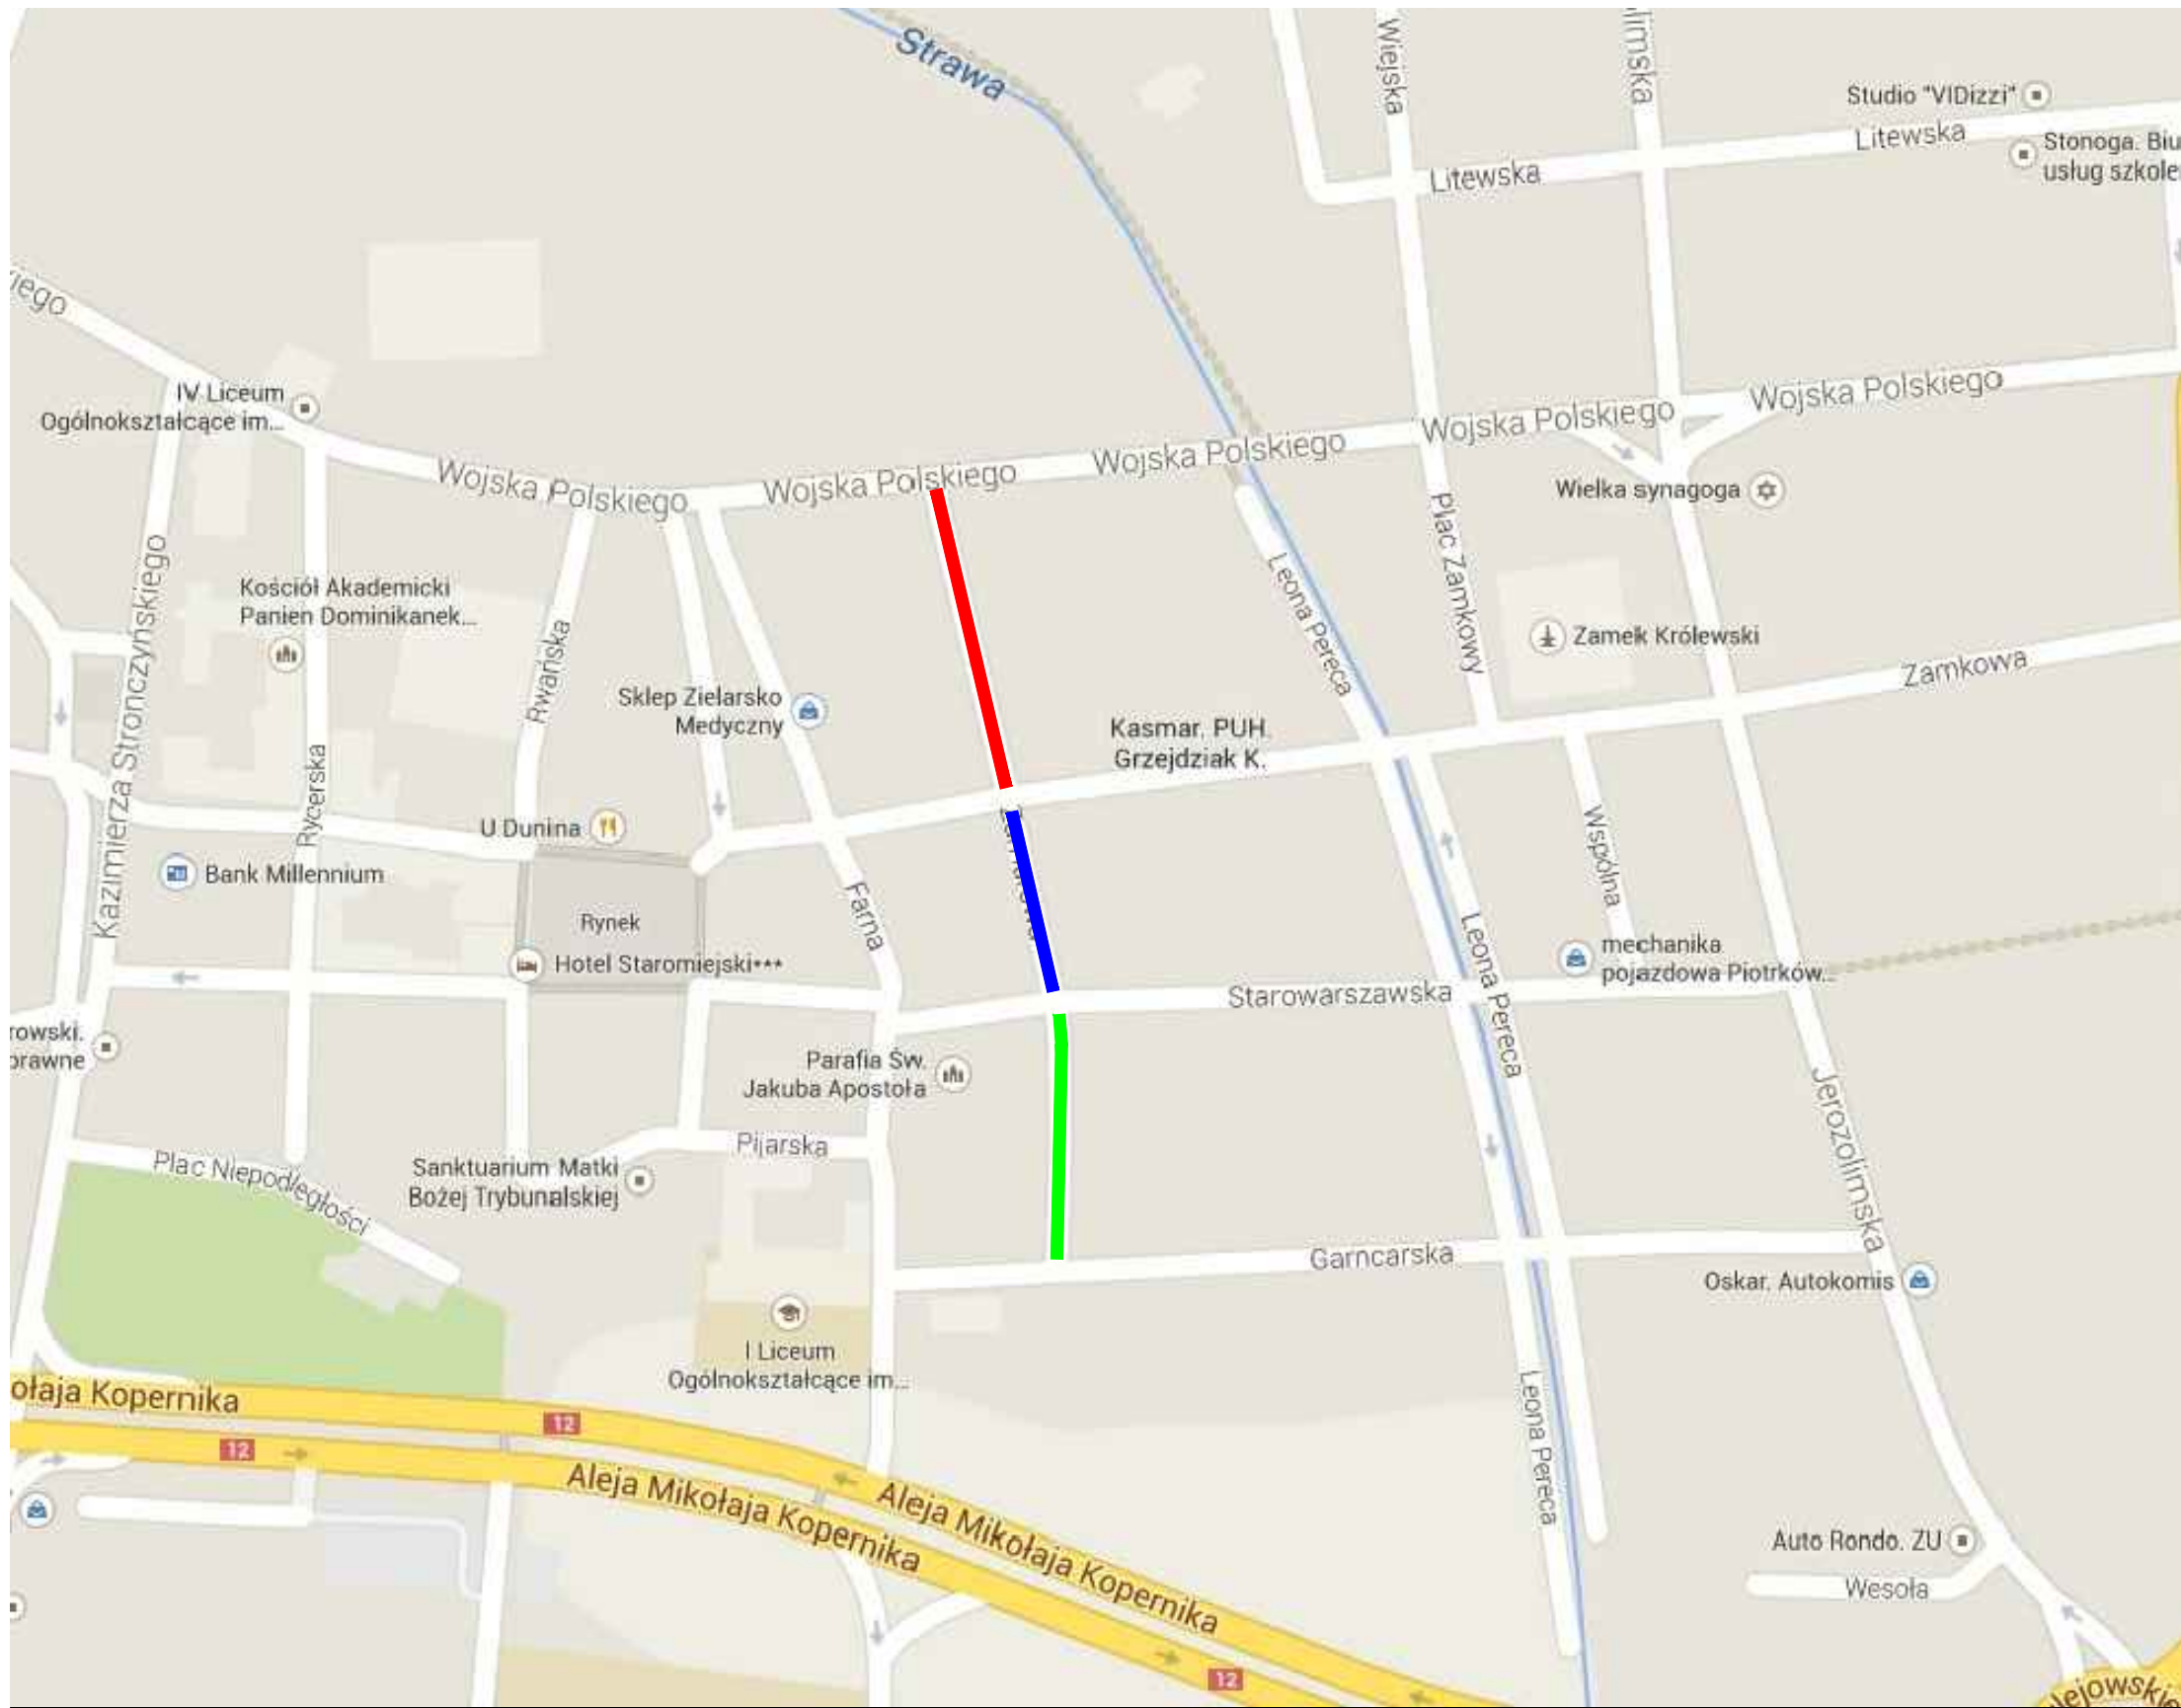 Strawa
Wiejska
limska
Studio "VIDizzi"
Litewska
Stonoga. Biu
usług szkole
Litewska
iego
IV Liceum
Ogólnokształcące im...
Wojska Polskiego
Wojska Polskiego
Wojska Polskiego
Wojska Polskiego
Wojska Polskiego
Wielka synagoga
Plac Zamkowy
Leona Pereca
Kazimierza Stronczyńskiego
Kościół Akademicki
Panien Dominikanek...
Rwańska
Zamek Królewski
Zamkowa
Sklep Zielarsko
Medyczny
Kasmar. PUH.
Grzejdziak K.
Rycerska
U Dunina
Wspólna
Bank Millennium
Farna
Rynek
Hotel Staromiejski***
Leona Pereca
mechanika
pojazdowa Piotrków...
Starowarszawska
rowski.
prawne
Parafia Św.
Jakuba Apostoła
Jerozolimska
Pijarska
Plac Niepodległości
Sanktuarium Matki
Bożej Trybunalskiej
Garncarska
Oskar. Autokomis
I Liceum
Ogólnokształcące im...
ołaja Kopernika
12
12
Leona Pereca
Aleja Mikołaja Kopernika
Aleja Mikołaja Kopernika
Auto Rondo. ZU
Wesoła
12